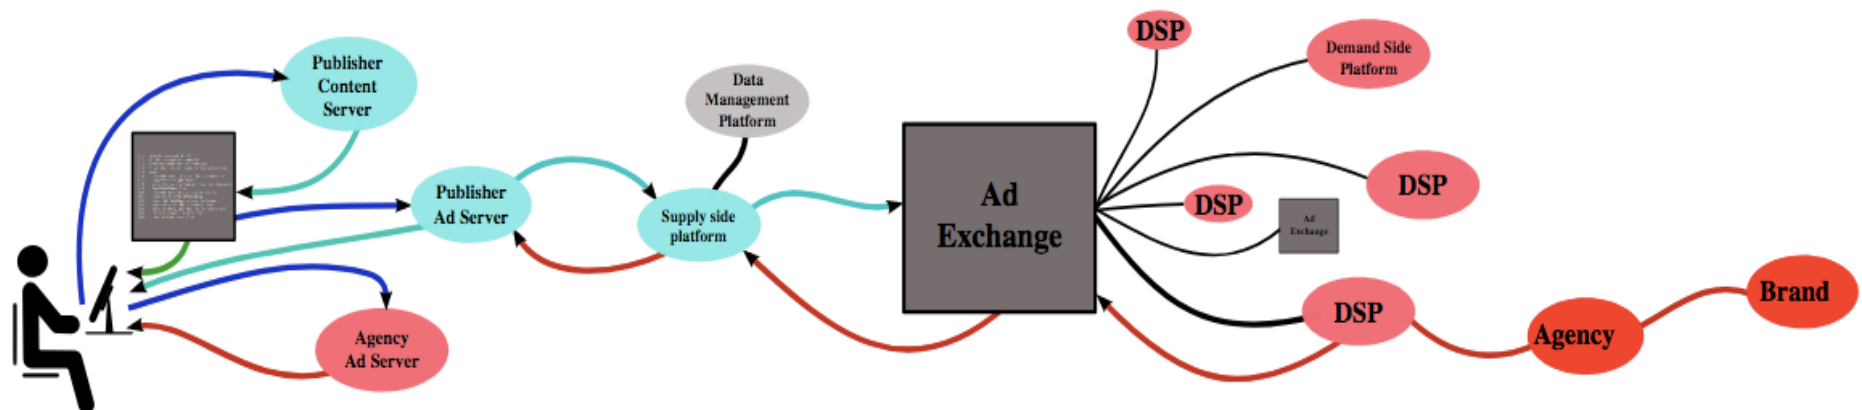 Publisher
Content
Server
Publisher
Ad Server
Agency
Ad Server
Data
Management
Platform
Supply side
platform
Ad
Exchange
DSP
Demand Side
Platform
DSP
DSP
Ad
Exchange
DSP
Agency
Brand